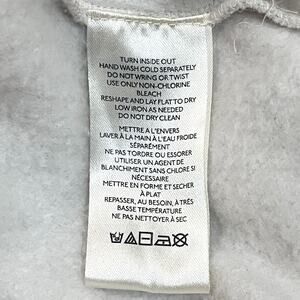 TURN INSIDE OUT
HAND WASH COLD SEPARATELY
DO NOT WRING OR TWIST
USE ONLY NON-CHLORINE
BLEACH
RESHAPE AND LAY FLAT TO DRY
LOW IRON AS NEEDED
DO NOT DRY CLEAN
METTRE A L'ENVERS
LAVER À LA MAIN À L'EAU FROIDE
SÉPARÉMENT
NE PAS TORDRE OU ESSORER
UTILISER UN AGENT DE
BLANCHIMENT SANS CHLORE SI
NÉCESSAIRE
METTRE EN FORME ET SECHER
À PLAT
REPASSER, AU BESOIN, À TRÈS
BASSE TEMPÉRATURE
NE PAS NETTOYER À SEC